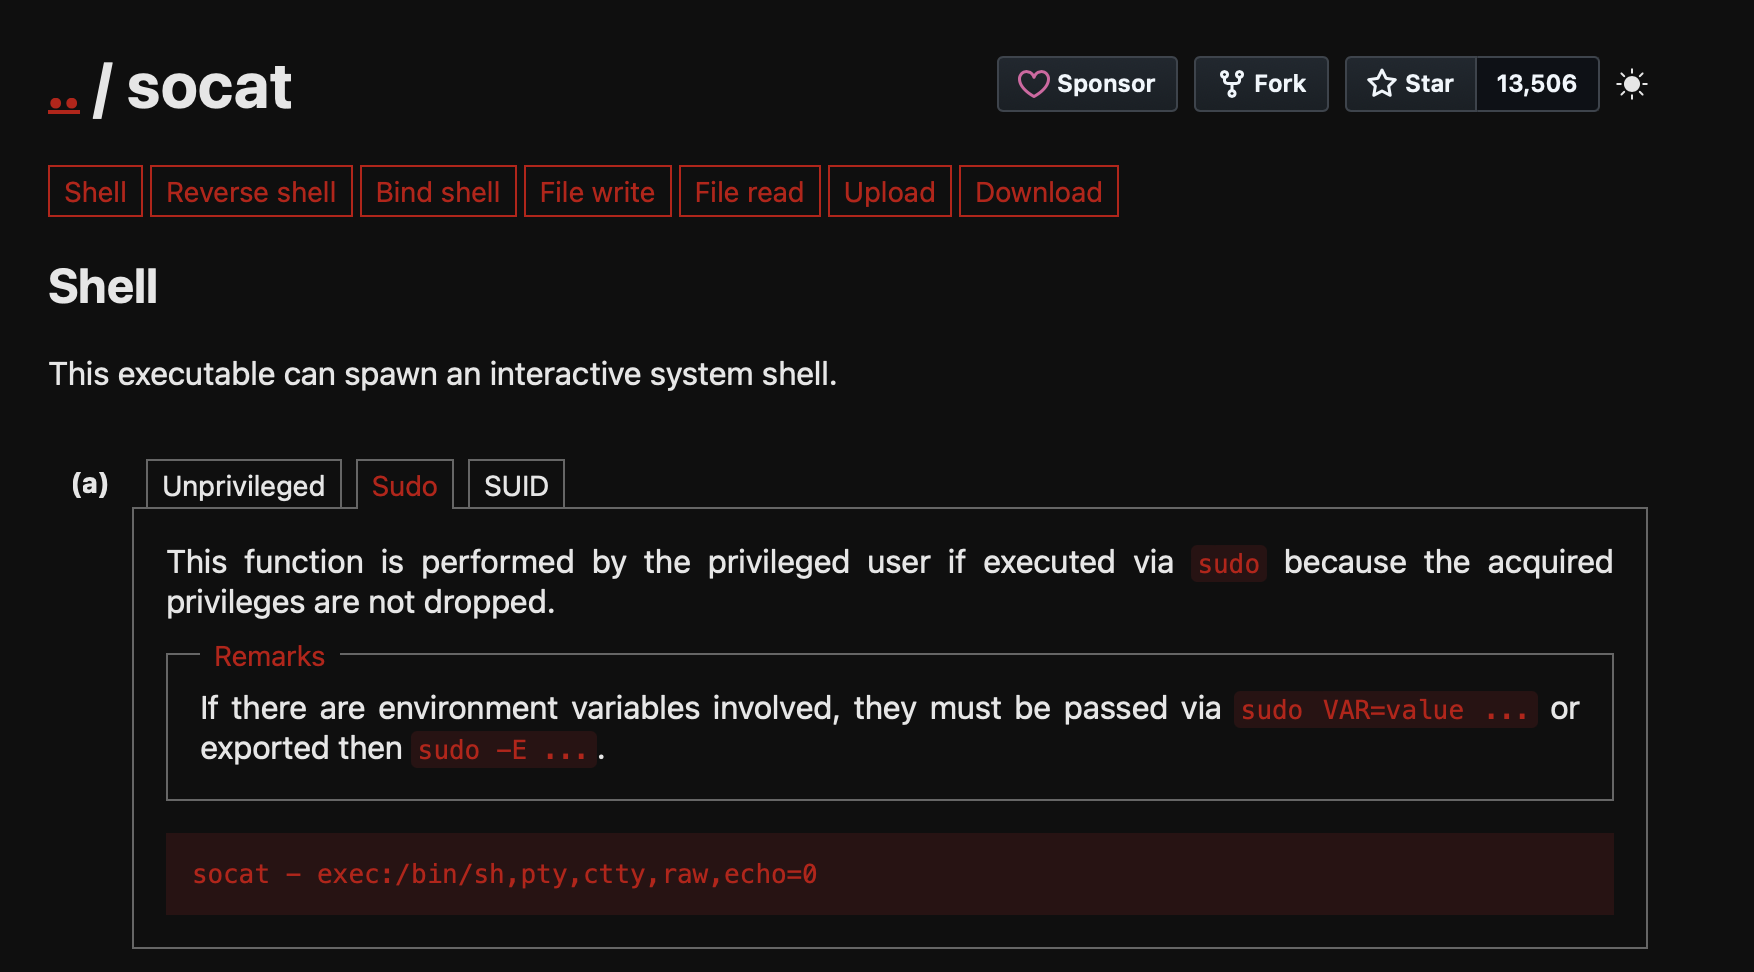 .. / socat
Sponsor
Fork
Star
13,506
Shell
Reverse shell
Bind shell
File write
File read
Upload
Download
Shell
This executable can spawn an interactive system shell.
(a)
Unprivileged
Sudo
SUID
This function is performed by the privileged user if executed via sudo because the acquired
privileges are not dropped.
Remarks
If there are environment variables involved, they must be passed via sudo VAR=value ... or
exported then sudo -E ... .
socat - exec:/bin/sh,pty,ctty,raw,echo=0